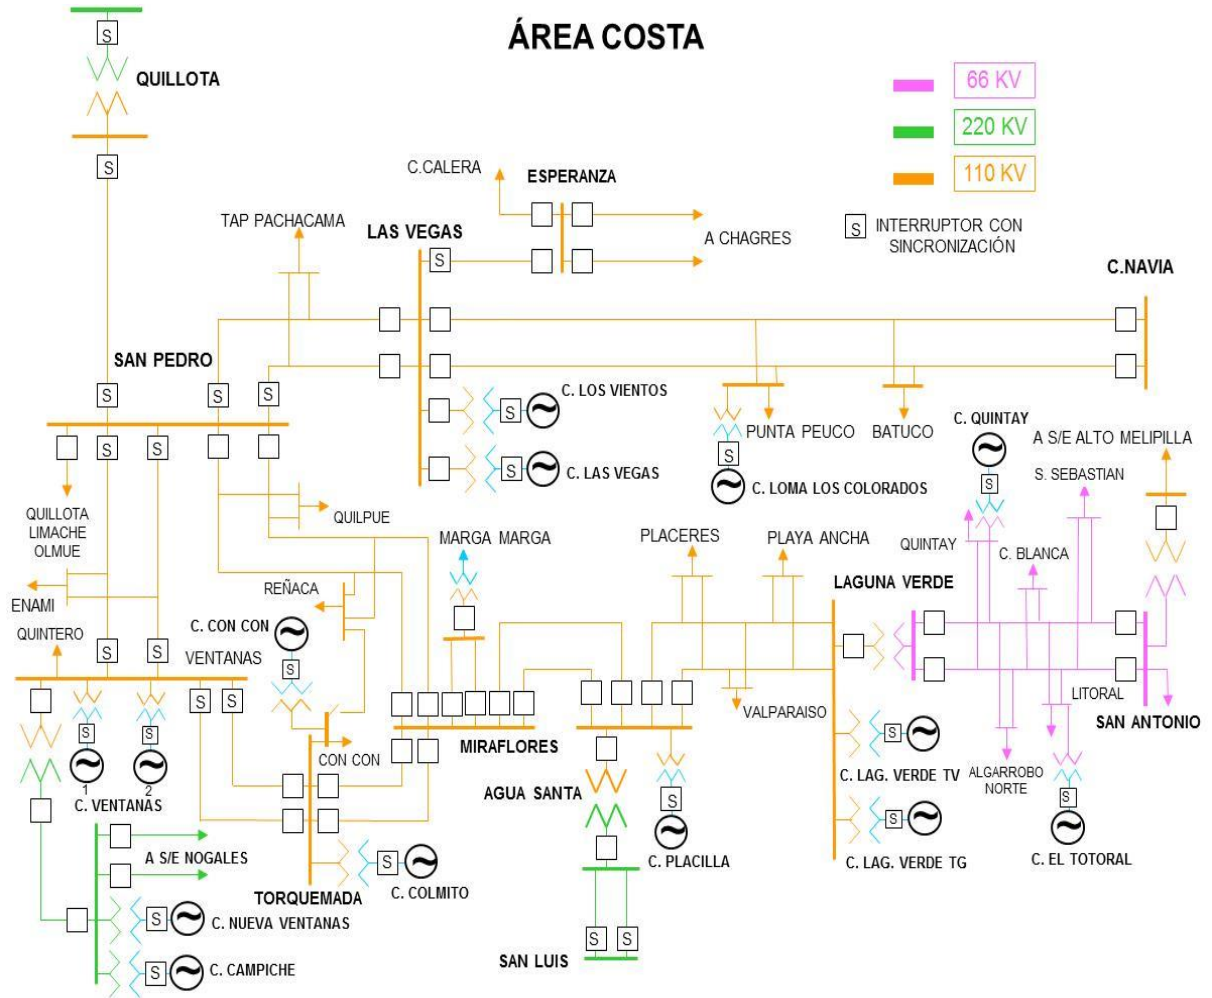 ÁREA COSTA
S
QUILLOTA
66 KV
220 KV
110 KV
S
C.CALERA
ESPERANZA
TAP PACHACAMA
LAS VEGAS
S
A CHAGRES
S
INTERRUPTOR CON
SINCRONIZACIÓN
C.NAVIA
SAN PEDRO
S
S
S
C. LOS VIENTOS
S
S
S
S
C. LAS VEGAS
S
PUNTA PEUCO
BATUCO
C. LOMA LOS COLORADOS
S
C. QUINTAY
S
A S/E ALTO MELIPILLA
S. SEBASTIAN
QUILLOTA
LIMACHE
OLMUE
QUILPUE
MARGA MARGA
PLACERES
PLAYA ANCHA
QUINTAY
C. BLANCA
LAGUNA VERDE
ENAMI
REÑACA
C. CON CON
S
QUINTERO
S
S
VENTANAS
S
S
S
S
1
2
C. VENTANAS
CON CON
MIRAFLORES
VALPARAISO
LITORAL
SAN ANTONIO
AGUA SANTA
S
C. PLACILLA
S
C. LAG. VERDE TV
S
C. LAG. VERDE TG
ALGARROBO
NORTE
S
C. EL TOTORAL
A S/E NOGALES
S
C. COLMITO
TORQUEMADA
S
C. NUEVA VENTANAS
S
C. CAMPICHE
S
S
SAN LUIS